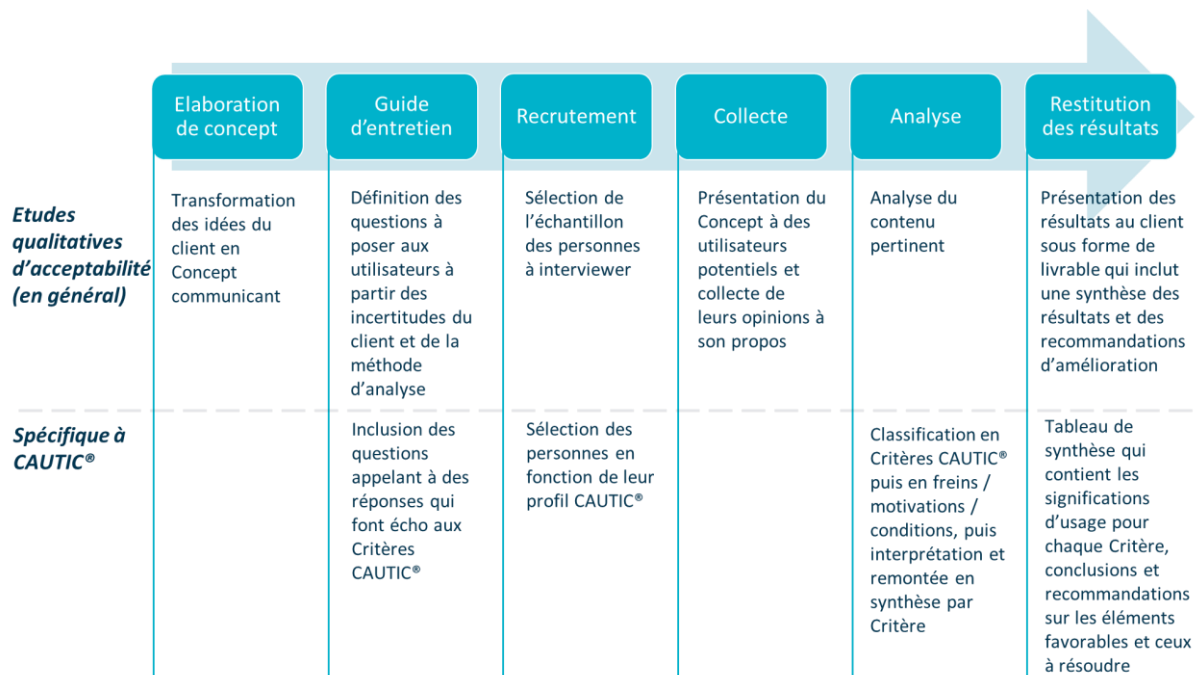 Elaboration
de concept
Guide
d'entretien
Recrutement
Collecte
Analyse
Restitution
des résultats
Etudes
qualitatives
d'acceptabilité
(en général)
Transformation
des idées du
client en
Concept
communicant
Définition des
questions à
poser aux
utilisateurs à
partir des
incertitudes du
client et de la
méthode
d'analyse
Sélection de
l'échantillon
des personnes
à interviewer
Présentation du
Concept à des
utilisateurs
potentiels et
collecte de
leurs opinions à
son propos
Analyse du
contenu
pertinent
Présentation des
résultats au client
sous forme de
livrable qui inclut
une synthèse des
résultats et des
recommandations
d'amélioration
Spécifique à
CAUTIC®
Inclusion des
questions
appelant à des
réponses qui
font écho aux
Critères
CAUTIC®
Sélection des
personnes en
fonction de leur
profil CAUTIC®
Classification en
Critères CAUTIC®
puis en freins /
motivations /
conditions, puis
interprétation et
remontée en
synthèse par
Critère
Tableau de
synthèse qui
contient les
significations
d'usage pour
chaque Critère,
conclusions et
recommandations
sur les éléments
favorables et ceux
à résoudre